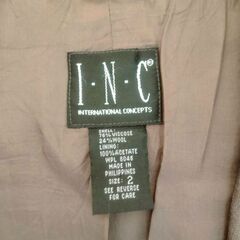 I·N·C®
INTERNATIONAL CONCEPTS
SHELL:
76% VISCOSE
24% WOOL
LINING:
100% ACETATE
WPL 8046
MADE IN
PHILIPPINES
SIZE: 2
SEE REVERSE
FOR CARE